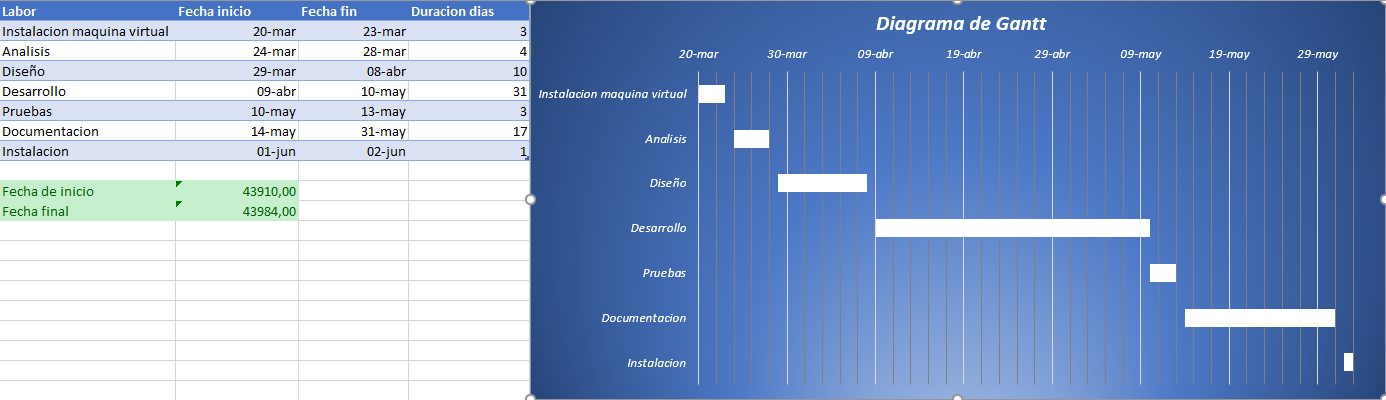 Labor Fecha inicio Fecha fin Duracion dias
Instalacion maquina virtual 20-mar 23-mar 3
Analisis 24-mar 28-mar 4
Diseño 29-mar 08-abr 10
Desarrollo 09-abr 10-may 31
Pruebas 10-may 13-may 3
Documentacion 14-may 31-may 17
Instalacion 01-jun 02-jun 1
Fecha de inicio 43910,00
Fecha final 43984,00
Diagrama de Gantt
20-mar 30-mar 09-abr 19-abr 29-abr 09-may 19-may 29-may
Instalacion maquina virtual
Analisis
Diseño
Desarrollo
Pruebas
Documentacion
Instalacion